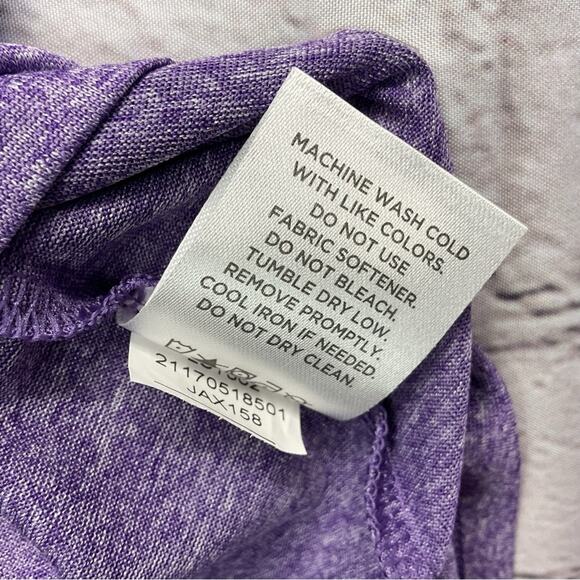 MACHINE WASH COLD
WITH LIKE COLORS.
DO NOT USE
FABRIC SOFTENER.
DO NOT BLEACH.
TUMBLE DRY LOW.
REMOVE PROMPTLY.
COOL IRON IF NEEDED.
DO NOT DRY CLEAN.
21170518501
JAX158